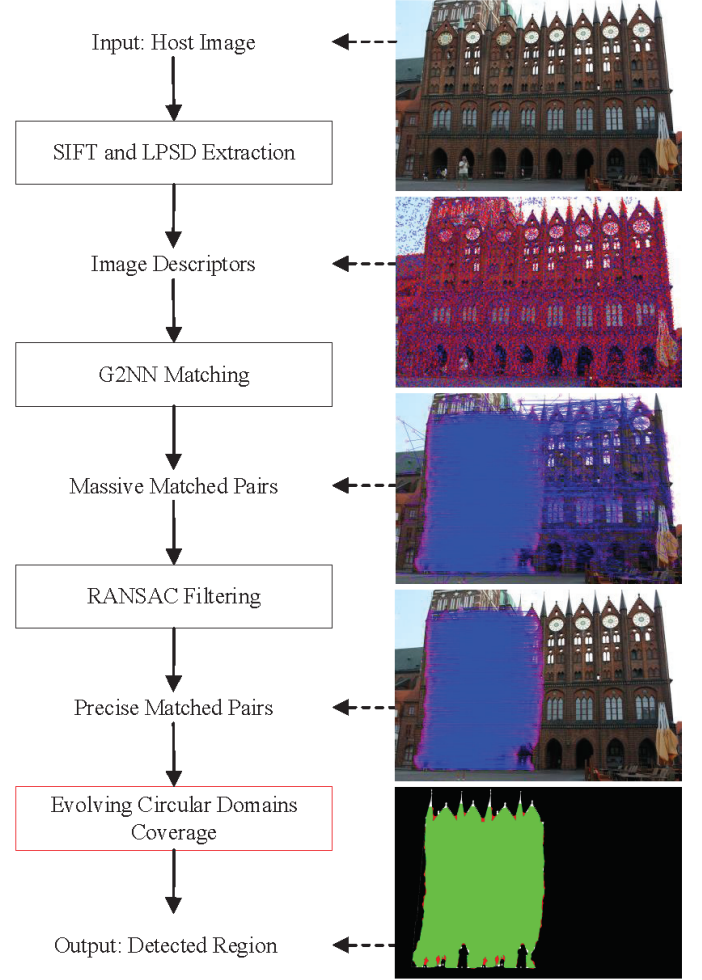 Input: Host Image
SIFT and LPSD Extraction
Image Descriptors
G2NN Matching
Massive Matched Pairs
RANSAC Filtering
Precise Matched Pairs
Evolving Circular Domains
Coverage
Output: Detected Region